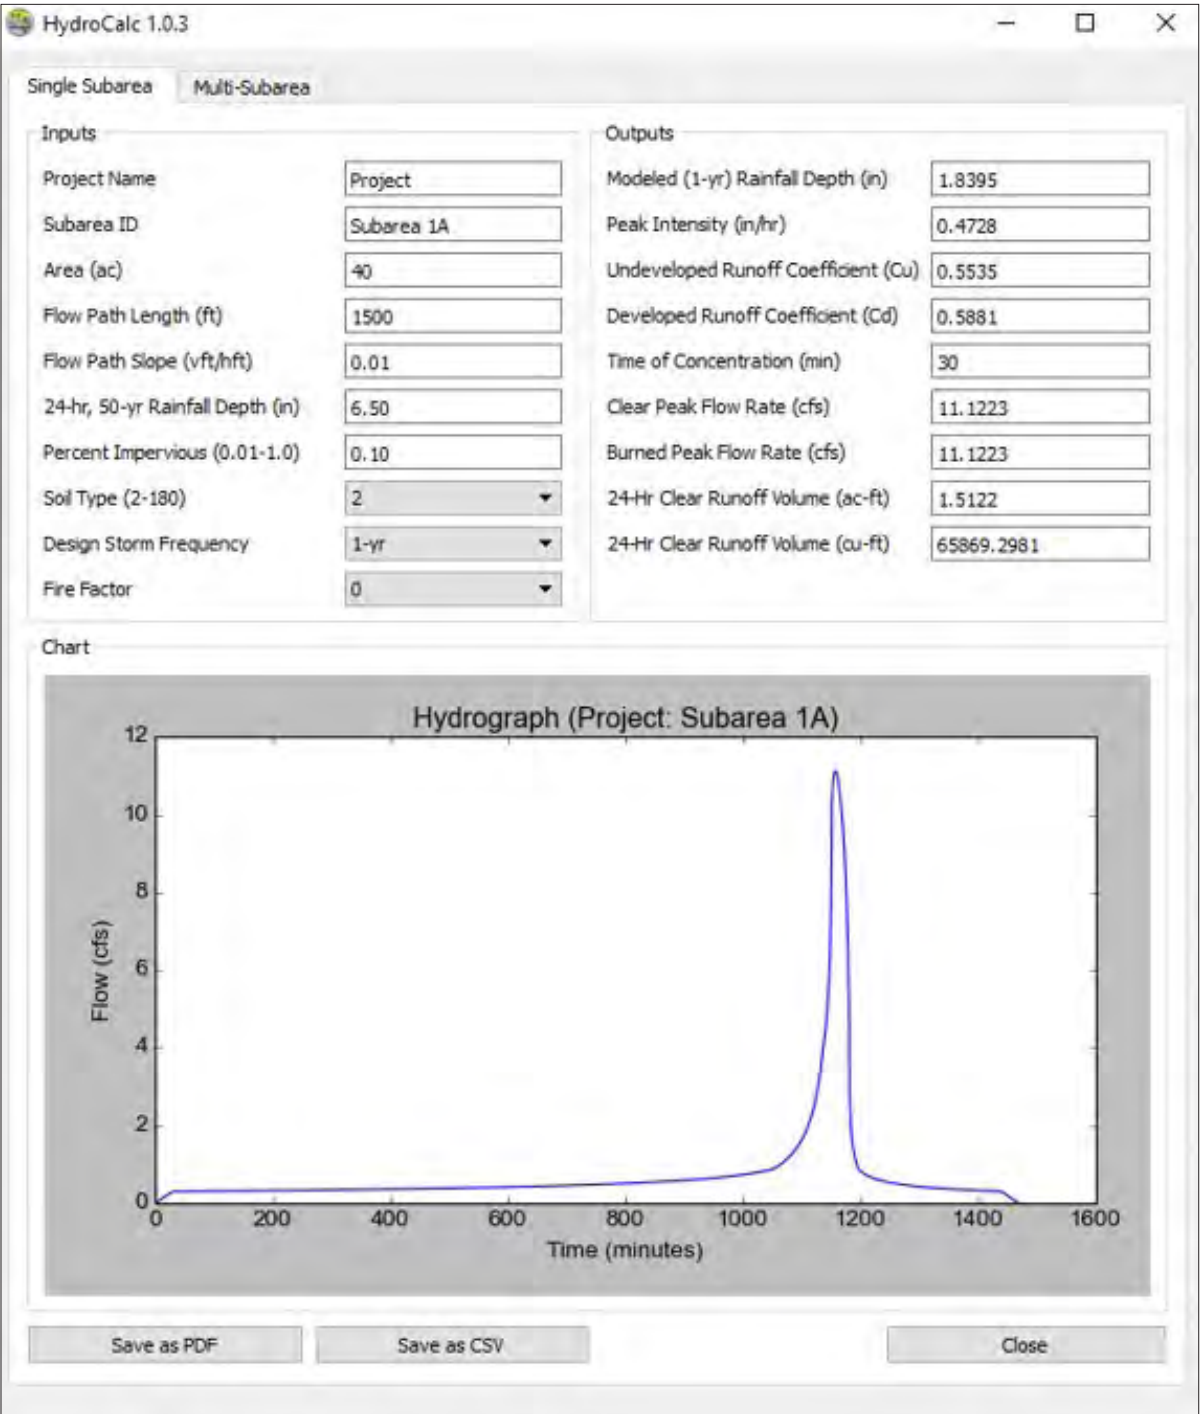 HydroCalc 1.0.3
Single Subarea Multi-Subarea
Inputs
Project Name Project
Subarea ID Subarea 1A
Area (ac) 40
Flow Path Length (ft) 1500
Flow Path Slope (vft/hft) 0.01
24-hr, 50-yr Rainfall Depth (in) 6.50
Percent Impervious (0.01-1.0) 0.10
Soil Type (2-180) 2
Design Storm Frequency 1-yr
Fire Factor 0
Outputs
Modeled (1-yr) Rainfall Depth (in) 1.8395
Peak Intensity (in/hr) 0.4728
Undeveloped Runoff Coefficient (Cu) 0.5535
Developed Runoff Coefficient (Cd) 0.5881
Time of Concentration (min) 30
Clear Peak Flow Rate (cfs) 11.1223
Burned Peak Flow Rate (cfs) 11.1223
24-Hr Clear Runoff Volume (ac-ft) 1.5122
24-Hr Clear Runoff Volume (cu-ft) 65869.2981
Chart
Hydrograph (Project: Subarea 1A)
12
10
8
6
4
2
0
Flow (cfs)
0 200 400 600 800 1000 1200 1400 1600
Time (minutes)
Save as PDF Save as CSV Close